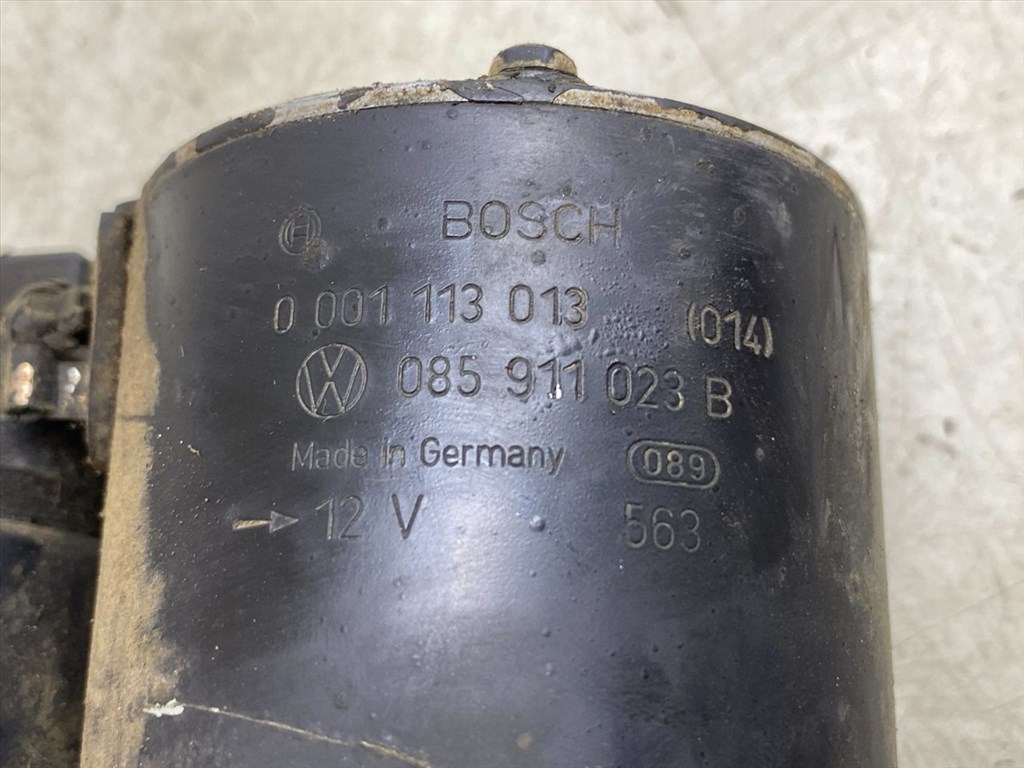 BOSCH
0 001 113 013 (014)
085 911 023 B
Made in Germany 089
12 V 563